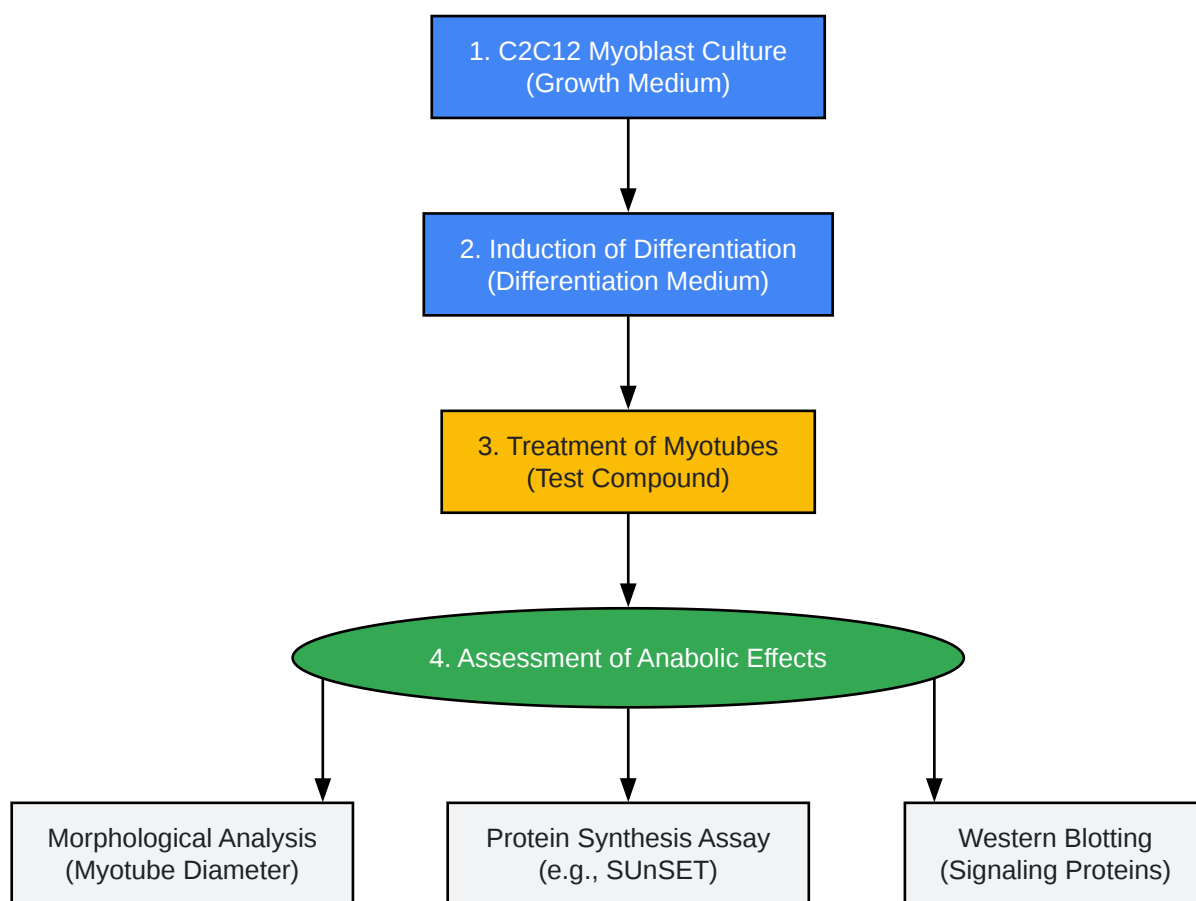 1. C2C12 Myoblast Culture
(Growth Medium)
2. Induction of Differentiation
(Differentiation Medium)
3. Treatment of Myotubes
(Test Compound)
4. Assessment of Anabolic Effects
Morphological Analysis
(Myotube Diameter)
Protein Synthesis Assay
(e.g., SUnSET)
Western Blotting
(Signaling Proteins)